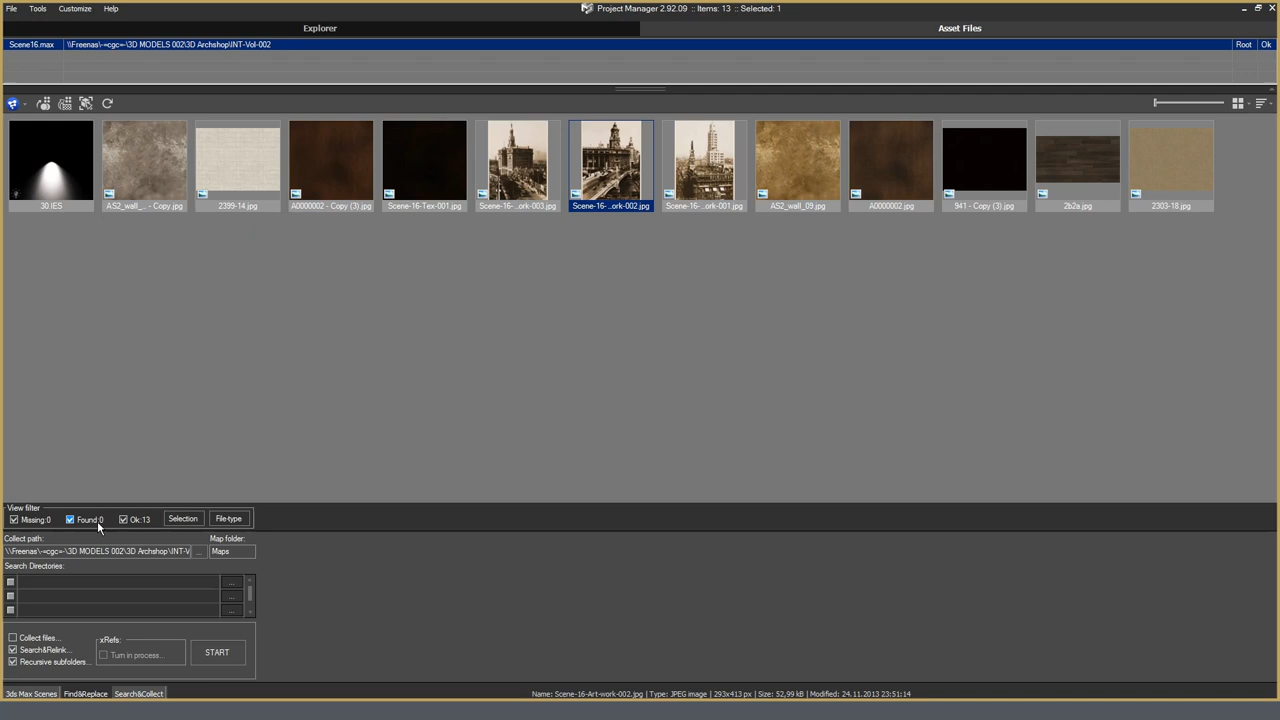 File Tools Customize Help Project Manager 2.92.09 :: Items: 13 :: Selected: 1
Explorer Asset Files
Scene16.max \\Freenas\-=cgc=-\3D MODELS 002\3D Archshop\INT-Vol-002 Root Ok
30.IES AS2_wall_... - Copy.jpg 2399-14.jpg A0000002 - Copy (3).jpg Scene-16-Tex-001.jpg Scene-16-...ork-003.jpg Scene-16-...ork-002.jpg Scene-16-...ork-001.jpg AS2_wall_09.jpg A0000002.jpg 941 - Copy (3).jpg 2b2a.jpg 2303-18.jpg
View filter
Missing:0 Found:0 Ok:13 Selection File-type
Collect path: Map folder:
\\Freenas\-=cgc=-\3D MODELS 002\3D Archshop\INT-V ... Maps
Search Directories:
...
...
...
Collect files...
Search&Relink...
Recursive subfolders...
xRefs:
Turn in process...
START
3ds Max Scenes Find&Replace Search&Collect Name: Scene-16-Art-work-002.jpg | Type: JPEG image | 293x413 px | Size: 52,99 kB | Modified: 24.11.2013 23:51:14